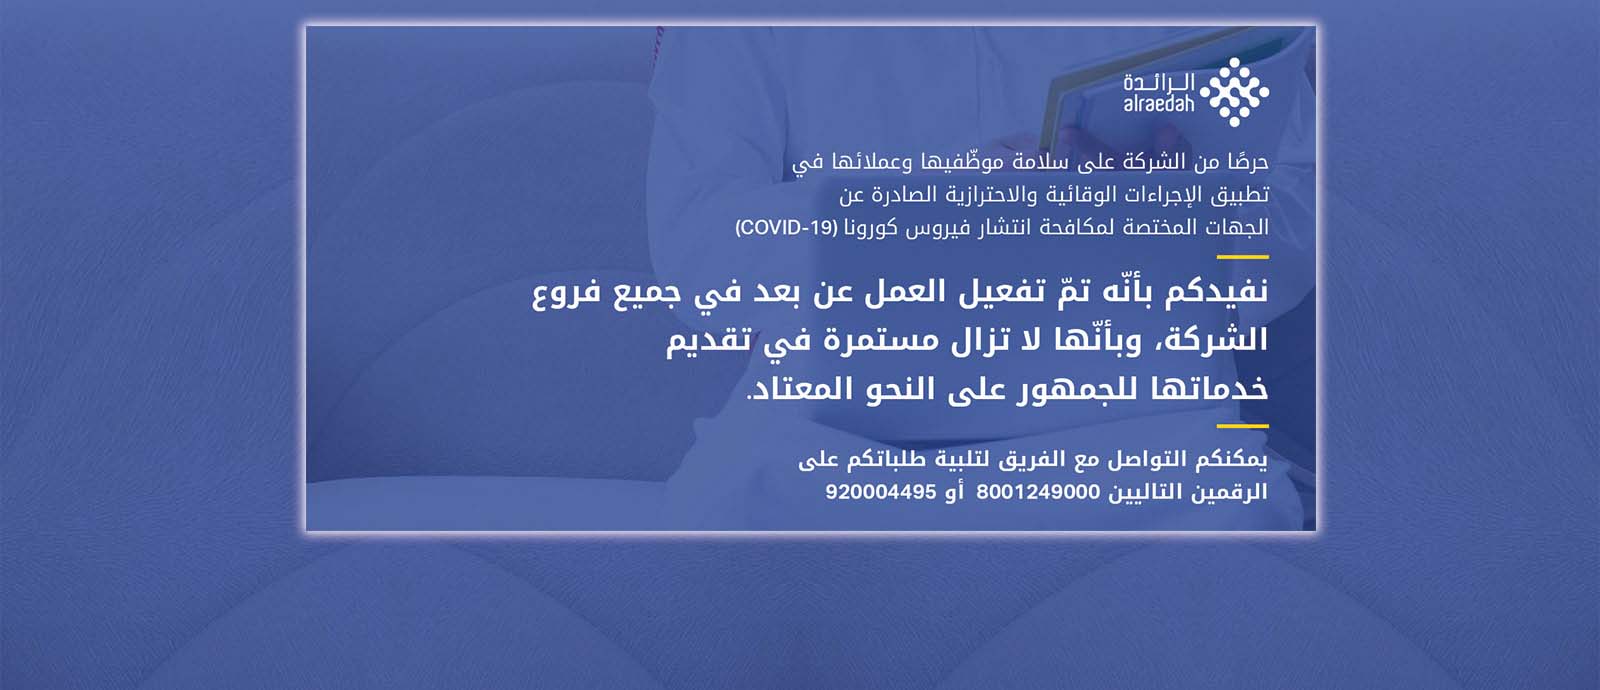 الرائدة
alraedah
حرصًا من الشركة على سلامة موظّفيها وعملائها في
تطبيق الإجراءات الوقائية والاحترازية الصادرة عن
الجهات المختصة لمكافحة انتشار فيروس كورونا (COVID-19)
نفيدكم بأنّه تمّ تفعيل العمل عن بعد في جميع فروع
الشركة، وبأنّها لا تزال مستمرة في تقديم
خدماتها للجمهور على النحو المعتاد.
يمكنكم التواصل مع الفريق لتلبية طلباتكم على
الرقمين التاليين 8001249000 أو 920004495